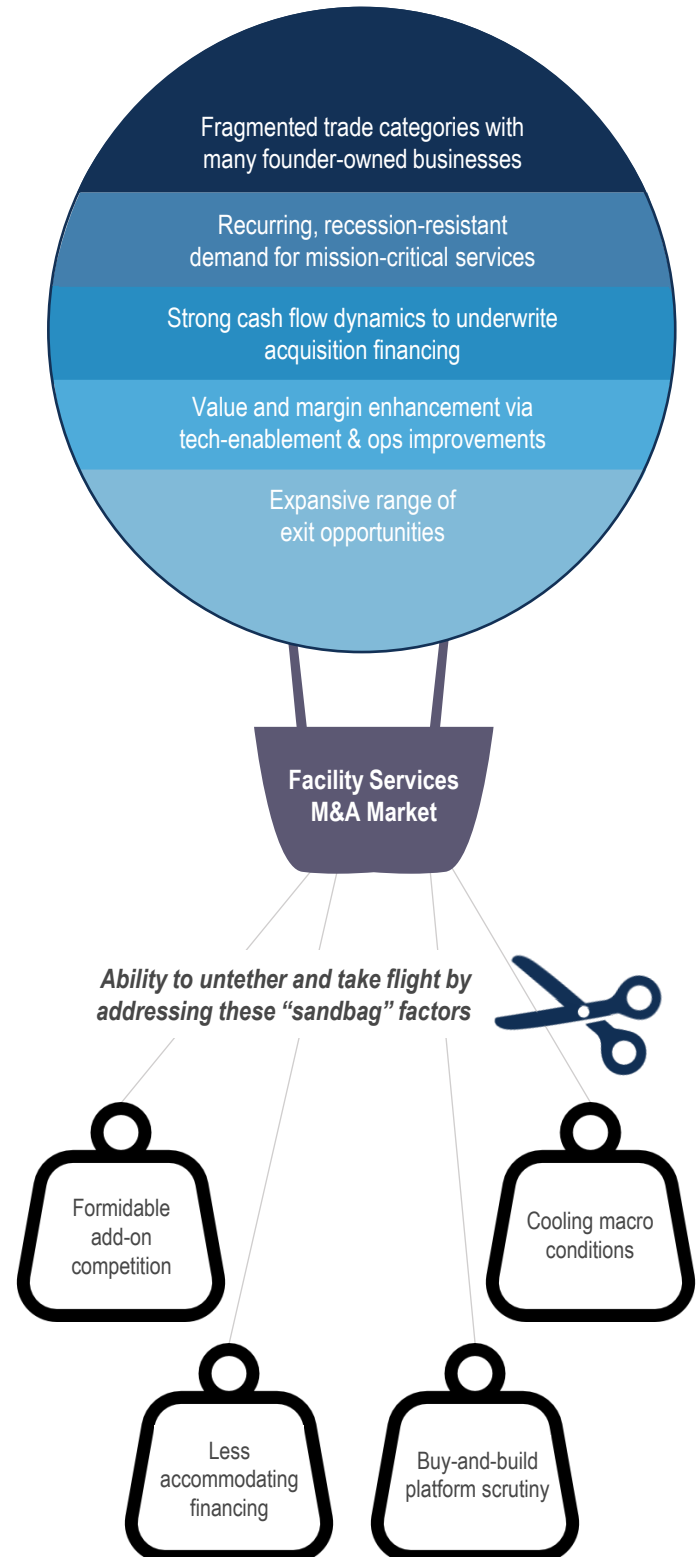 Fragmented trade categories with
many founder-owned businesses
Recurring, recession-resistant
demand for mission-critical services
Strong cash flow dynamics to underwrite
acquisition financing
Value and margin enhancement via
tech-enablement & ops improvements
Expansive range of
exit opportunities
Facility Services
M&A Market
Ability to untether and take flight by
addressing these “sandbag” factors
Formidable
add-on
competition
Cooling macro
conditions
Less
accommodating
financing
Buy-and-build
platform scrutiny